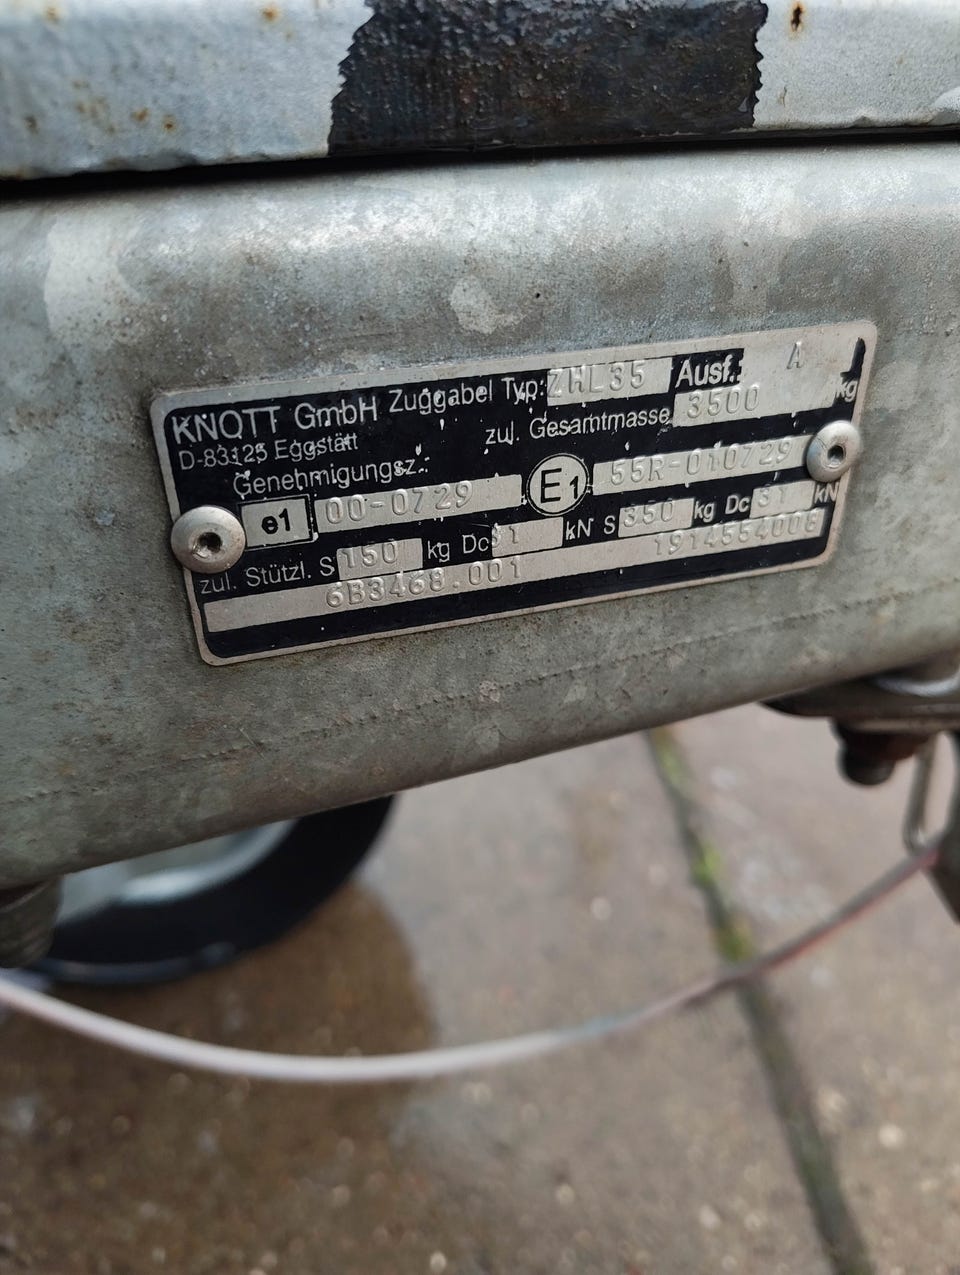 KNOTT GmbH Zuggabel Typ: ZHL35 Ausf.: A
D-83125 Eggstätt zul. Gesamtmasse 3500 kg
Genehmigungsz.:
e1 00-0729 E1 55R-010729
zul. Stützl. S 150 kg Dc 31 kN S 350 kg Dc 31 kN
6B3468.001